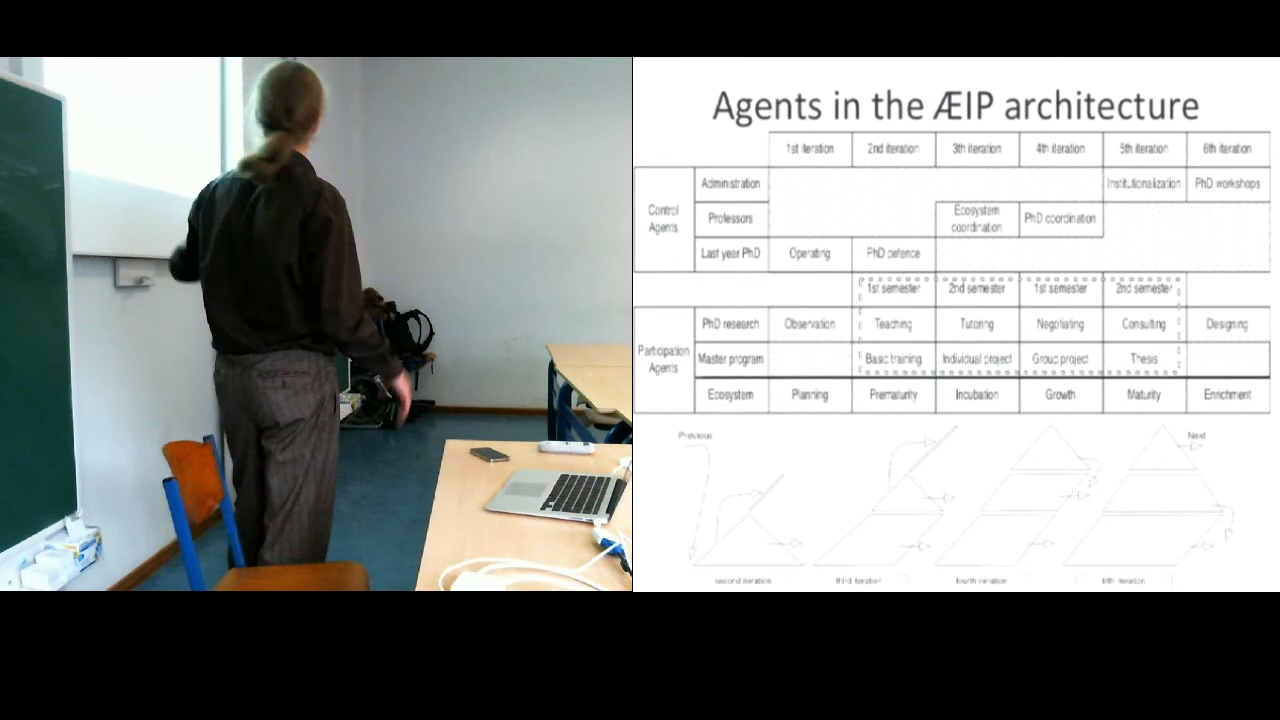 Agents in the ÆIP architecture
1st iteration 2nd iteration 3th iteration 4th iteration 5th iteration 6th iteration
Control Agents
Administration Institutionalization PhD workshops
Professors Ecosystem coordination PhD coordination
Last year PhD Operating PhD defence
1st semester 2nd semester 1st semester 2nd semester
Participation Agents
PhD research Observation Teaching Tutoring Negotiating Consulting Designing
Master program Basic training Individual project Group project Thesis
Ecosystem Planning Prematurity Incubation Growth Maturity Enrichment
Previous Next
second iteration third iteration fourth iteration fifth iteration